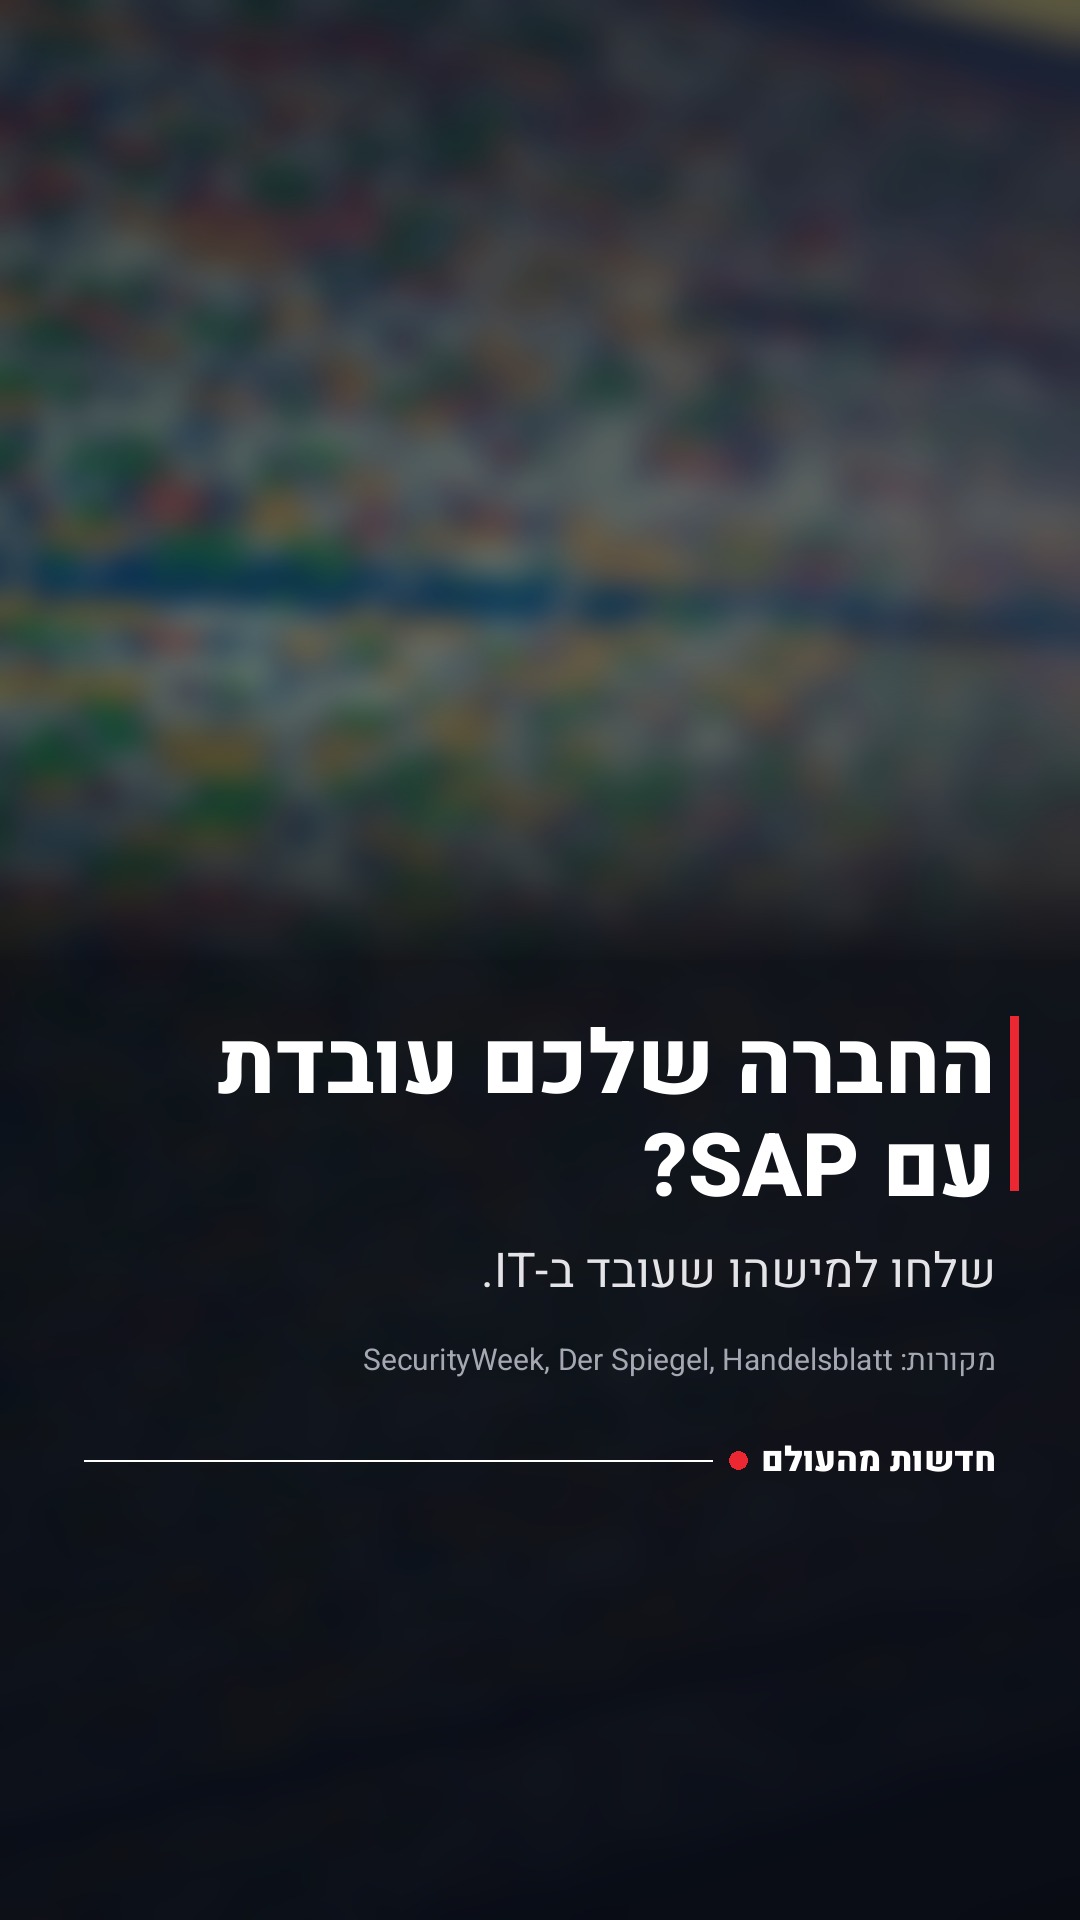 החברה שלכם עובדת
עם SAP?
שלחו למישהו שעובד ב-IT.
מקורות: SecurityWeek, Der Spiegel, Handelsblatt
חדשות מהעולם